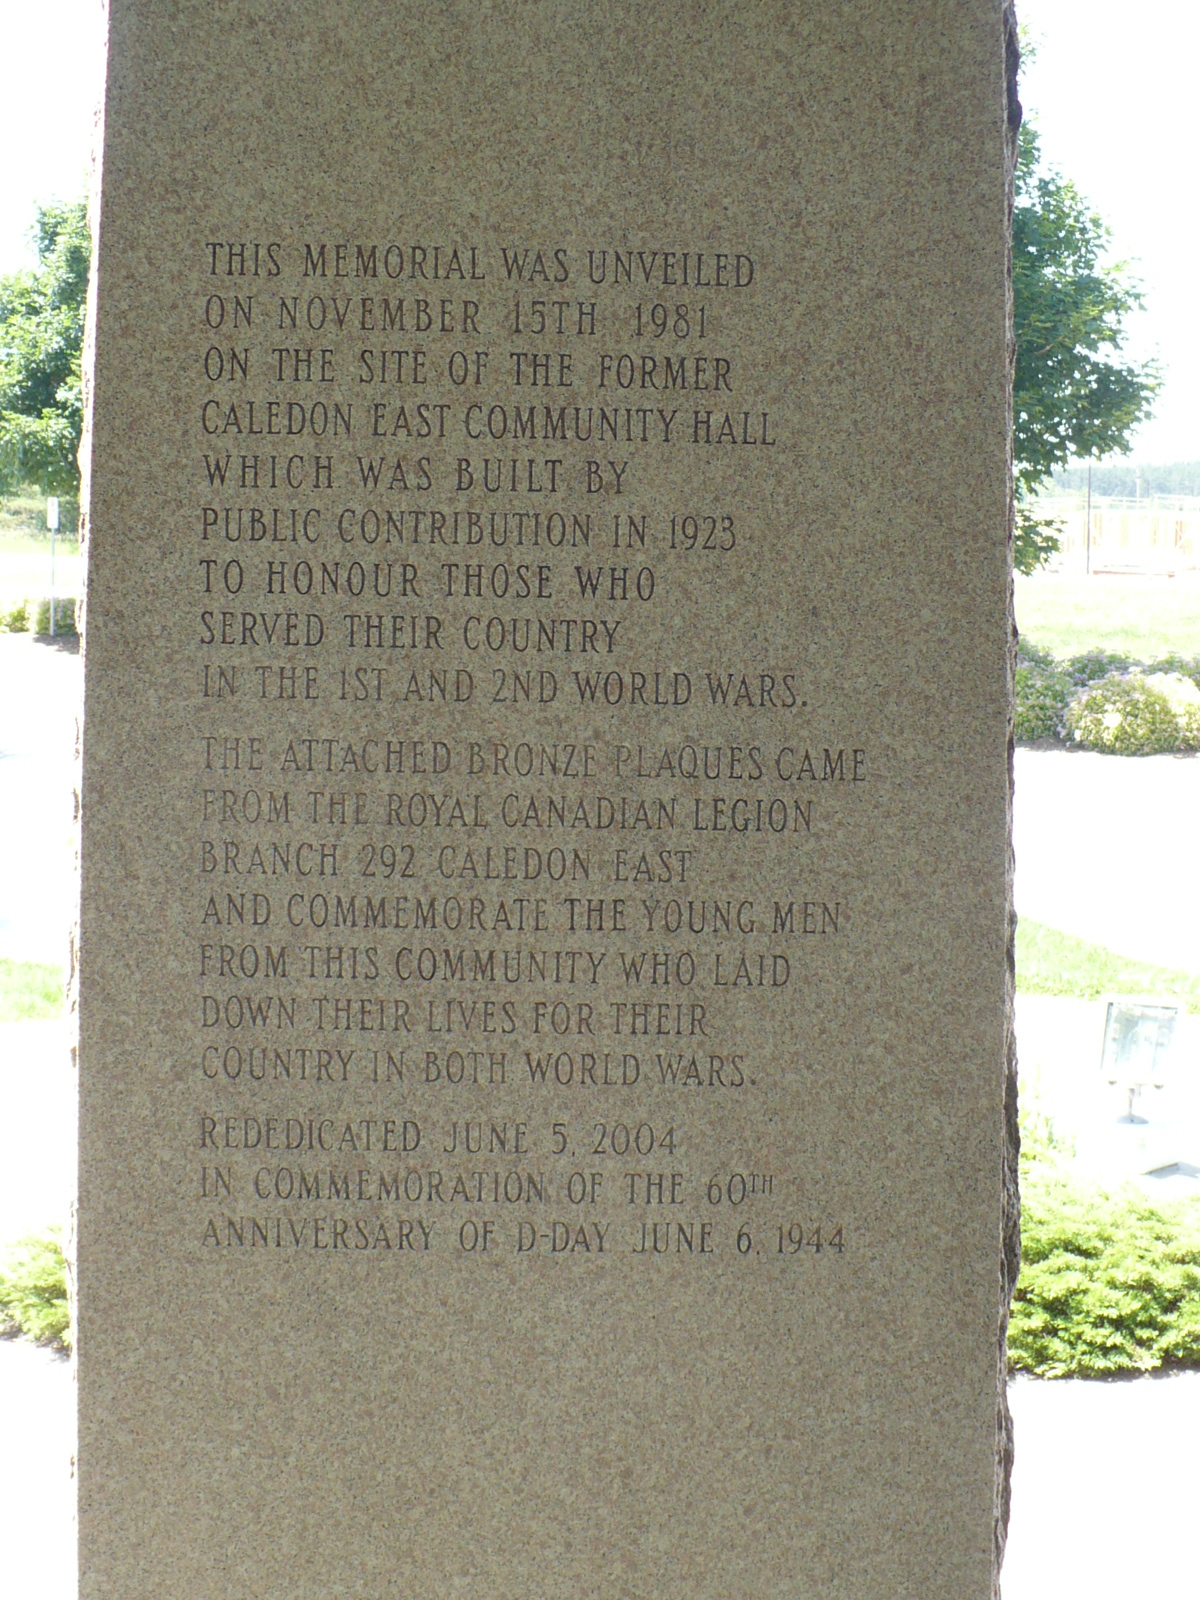 THIS MEMORIAL WAS UNVEILED
ON NOVEMBER 15TH 1981
ON THE SITE OF THE FORMER
CALEDON EAST COMMUNITY HALL
WHICH WAS BUILT BY
PUBLIC CONTRIBUTION IN 1923
TO HONOUR THOSE WHO
SERVED THEIR COUNTRY
IN THE 1ST AND 2ND WORLD WARS.
THE ATTACHED BRONZE PLAQUES CAME
FROM THE ROYAL CANADIAN LEGION
BRANCH 292 CALEDON EAST
AND COMMEMORATE THE YOUNG MEN
FROM THIS COMMUNITY WHO LAID
DOWN THEIR LIVES FOR THEIR
COUNTRY IN BOTH WORLD WARS.
REDEDICATED JUNE 5, 2004
IN COMMEMORATION OF THE 60TH
ANNIVERSARY OF D-DAY JUNE 6, 1944